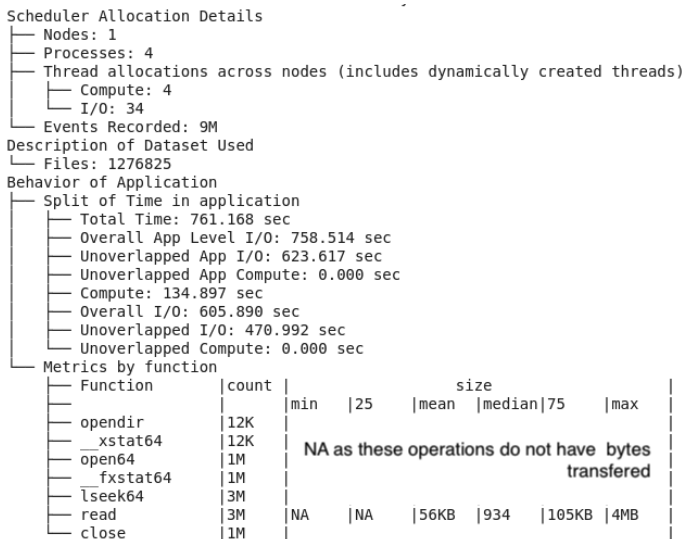 Scheduler Allocation Details
├── Nodes: 1
├── Processes: 4
├── Thread allocations across nodes (includes dynamically created threads)
│   ├── Compute: 4
│   └── I/O: 34
└── Events Recorded: 9M
Description of Dataset Used
└── Files: 1276825
Behavior of Application
├── Split of Time in application
│   ├── Total Time: 761.168 sec
│   ├── Overall App Level I/O: 758.514 sec
│   ├── Unoverlapped App I/O: 623.617 sec
│   ├── Unoverlapped App Compute: 0.000 sec
│   ├── Compute: 134.897 sec
│   ├── Overall I/O: 605.890 sec
│   ├── Unoverlapped I/O: 470.992 sec
│   └── Unoverlapped Compute: 0.000 sec
└── Metrics by function
    ├── Function       |count |                  size                   |
    ├──                |      |min   |25    |mean  |median|75    |max   |
    ├── opendir        |12K   |                                         |
    ├── __xstat64      |12K   | NA as these operations do not have bytes |
    ├── open64         |1M    | transfered |
    ├── __fxstat64     |1M    |                                         |
    ├── lseek64        |3M    |                                         |
    ├── read           |3M    |NA    |NA    |56KB  |934   |105KB |4MB   |
    └── close          |1M    |                                         |